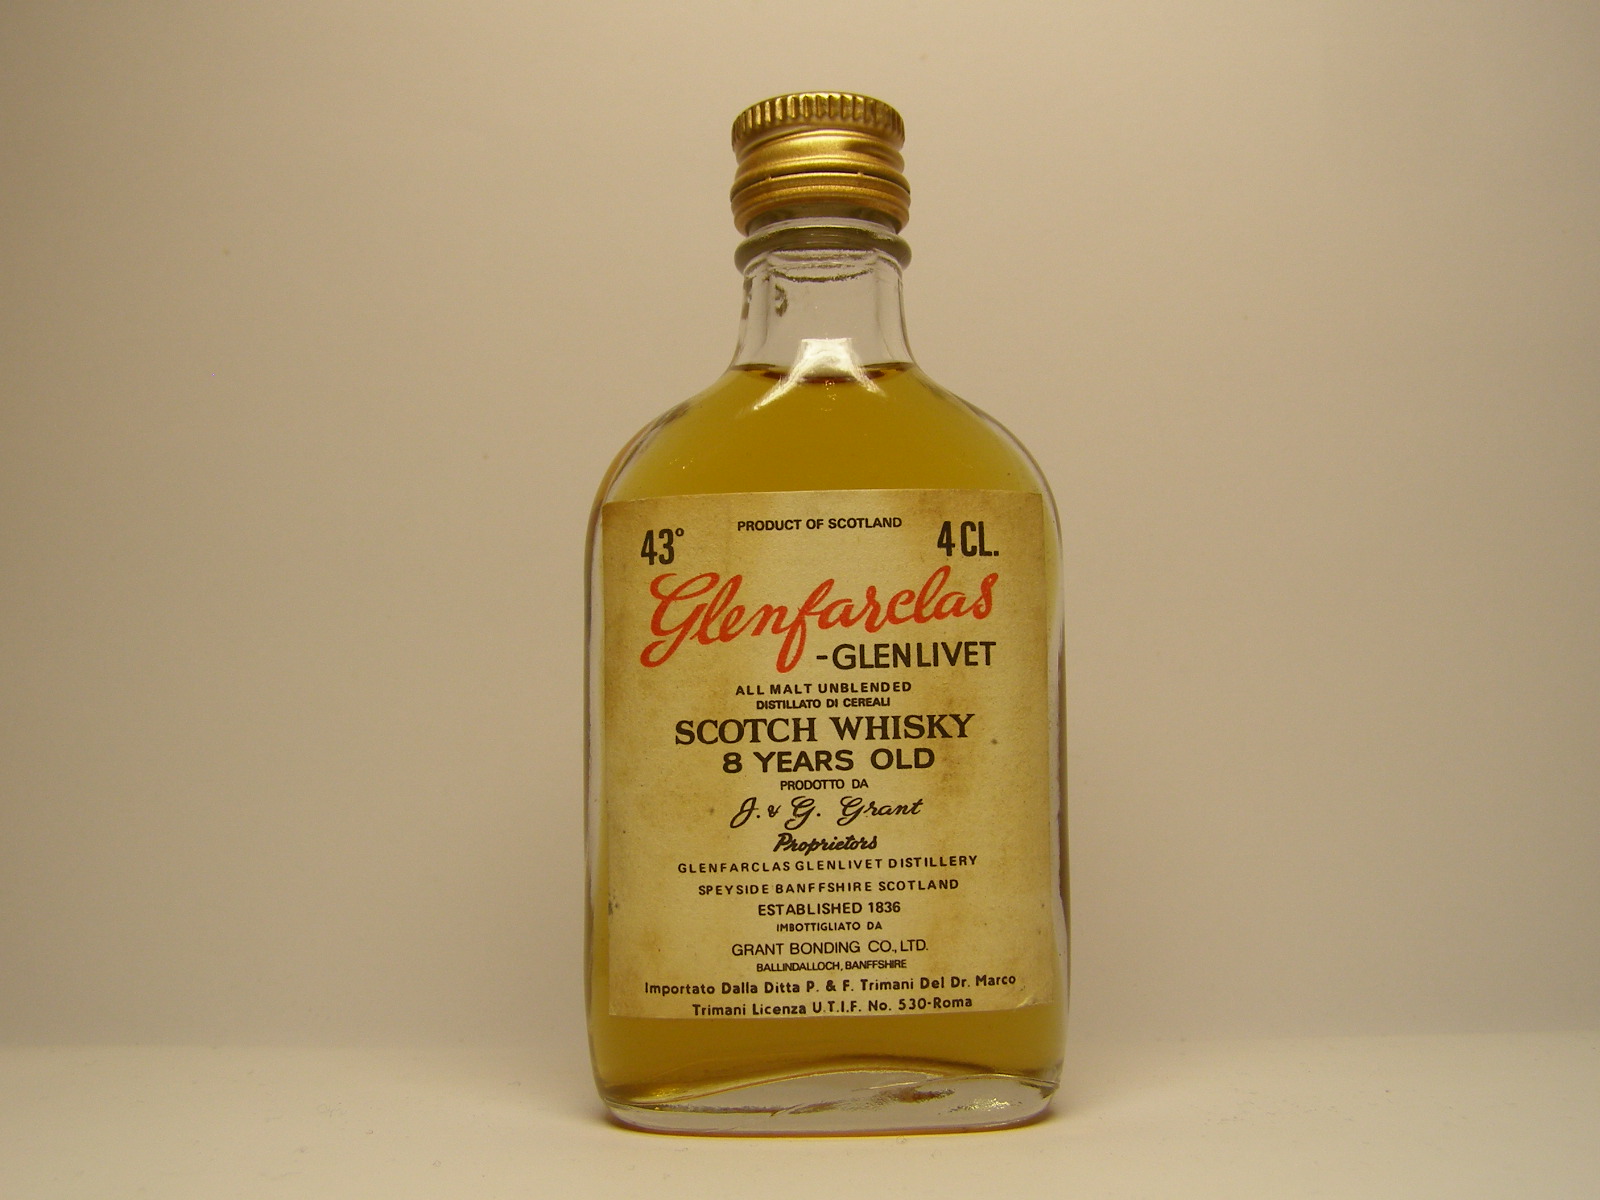 PRODUCT OF SCOTLAND
43° 4 CL.
Glenfarclas
-GLENLIVET
ALL MALT UNBLENDED
DISTILLATO DI CEREALI
SCOTCH WHISKY
8 YEARS OLD
PRODOTTO DA
J. & G. Grant
Proprietors
GLENFARCLAS GLENLIVET DISTILLERY
SPEYSIDE BANFFSHIRE SCOTLAND
ESTABLISHED 1836
IMBOTTIGLIATO DA
GRANT BONDING CO., LTD.
BALLINDALLOCH, BANFFSHIRE
Importato Dalla Ditta P. & F. Trimani Del Dr. Marco
Trimani Licenza U.T.I.F. No. 530-Roma